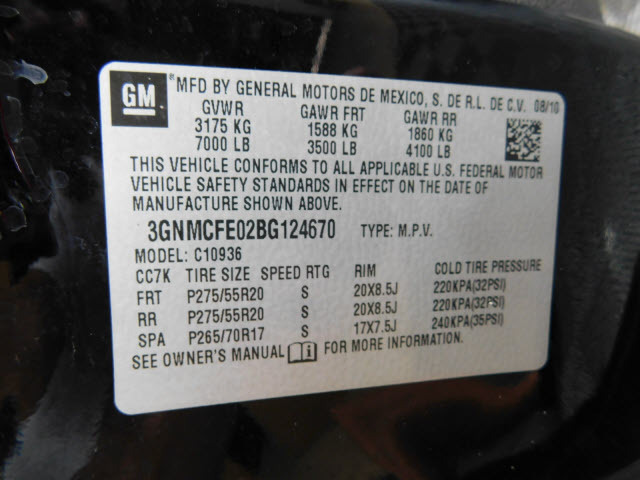 GM *MFD BY GENERAL MOTORS DE MEXICO, S. DE R.L. DE C.V. 08/10
GVWR GAWR FRT GAWR RR
3175 KG 1588 KG 1860 KG
7000 LB 3500 LB 4100 LB
THIS VEHICLE CONFORMS TO ALL APPLICABLE U.S. FEDERAL MOTOR
VEHICLE SAFETY STANDARDS IN EFFECT ON THE DATE OF
MANUFACTURE SHOWN ABOVE.
3GNMCFE02BG124670 TYPE: M.P.V.
MODEL: C10936
CC7K TIRE SIZE SPEED RTG RIM COLD TIRE PRESSURE
FRT P275/55R20 S 20X8.5J 220KPA(32PSI)
RR P275/55R20 S 20X8.5J 220KPA(32PSI)
SPA P265/70R17 S 17X7.5J 240KPA(35PSI)
SEE OWNER'S MANUAL i FOR MORE INFORMATION.